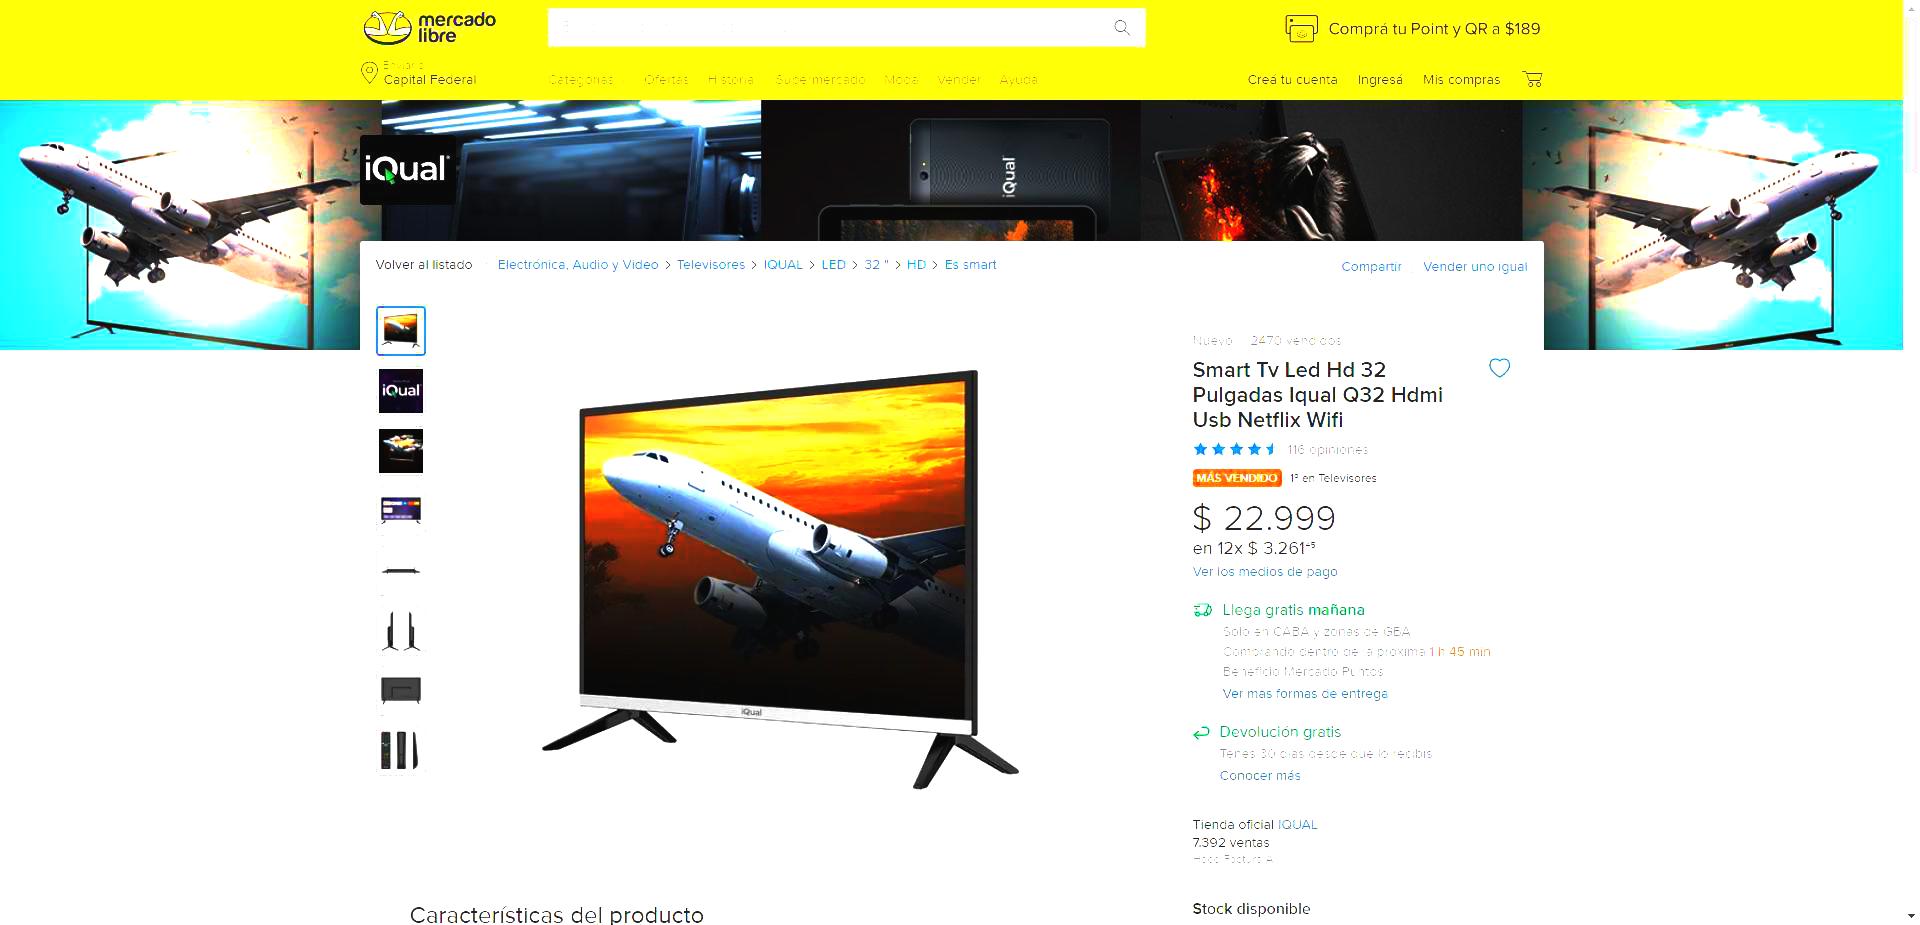 mercado
libre
Comprá tu Point y QR a $189
Capital Federal
Categorías Ofertas Historial Supermercado Moda Vender Ayuda
Creá tu cuenta Ingresá Mis compras
iQual
iQual
Volver al listado Electrónica, Audio y Video > Televisores > IQUAL > LED > 32 " > HD > Es smart
Compartir Vender uno igual
iQual
Nuevo 2470 vendidos
Smart Tv Led Hd 32
Pulgadas Iqual Q32 Hdmi
Usb Netflix Wifi
116 opiniones
MÁS VENDIDO 1º en Televisores
$ 22.999
en 12x $ 3.261
Ver los medios de pago
Llega gratis mañana
Solo en CABA y zonas de GBA
Comprando dentro de la próxima 1 h 45 min
Beneficio Mercado Puntos
Ver más formas de entrega
iQual
Devolución gratis
Tenés 30 días desde que lo recibís
Conocer más
Tienda oficial IQUAL
7.392 ventas
Hace Factura A
Stock disponible
Características del producto